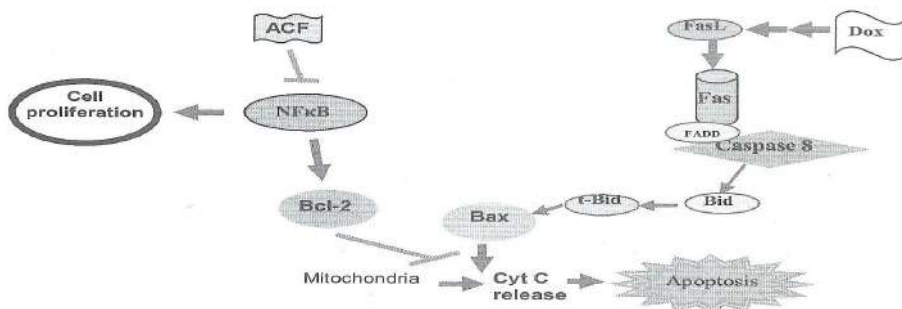 ACF
FasL
Dox
Cell
proliferation
NFκB
Fas
FADD
Caspase 8
Bcl-2
Bax
t-Bid
Bid
Mitochondria
Cyt C
release
Apoptosis